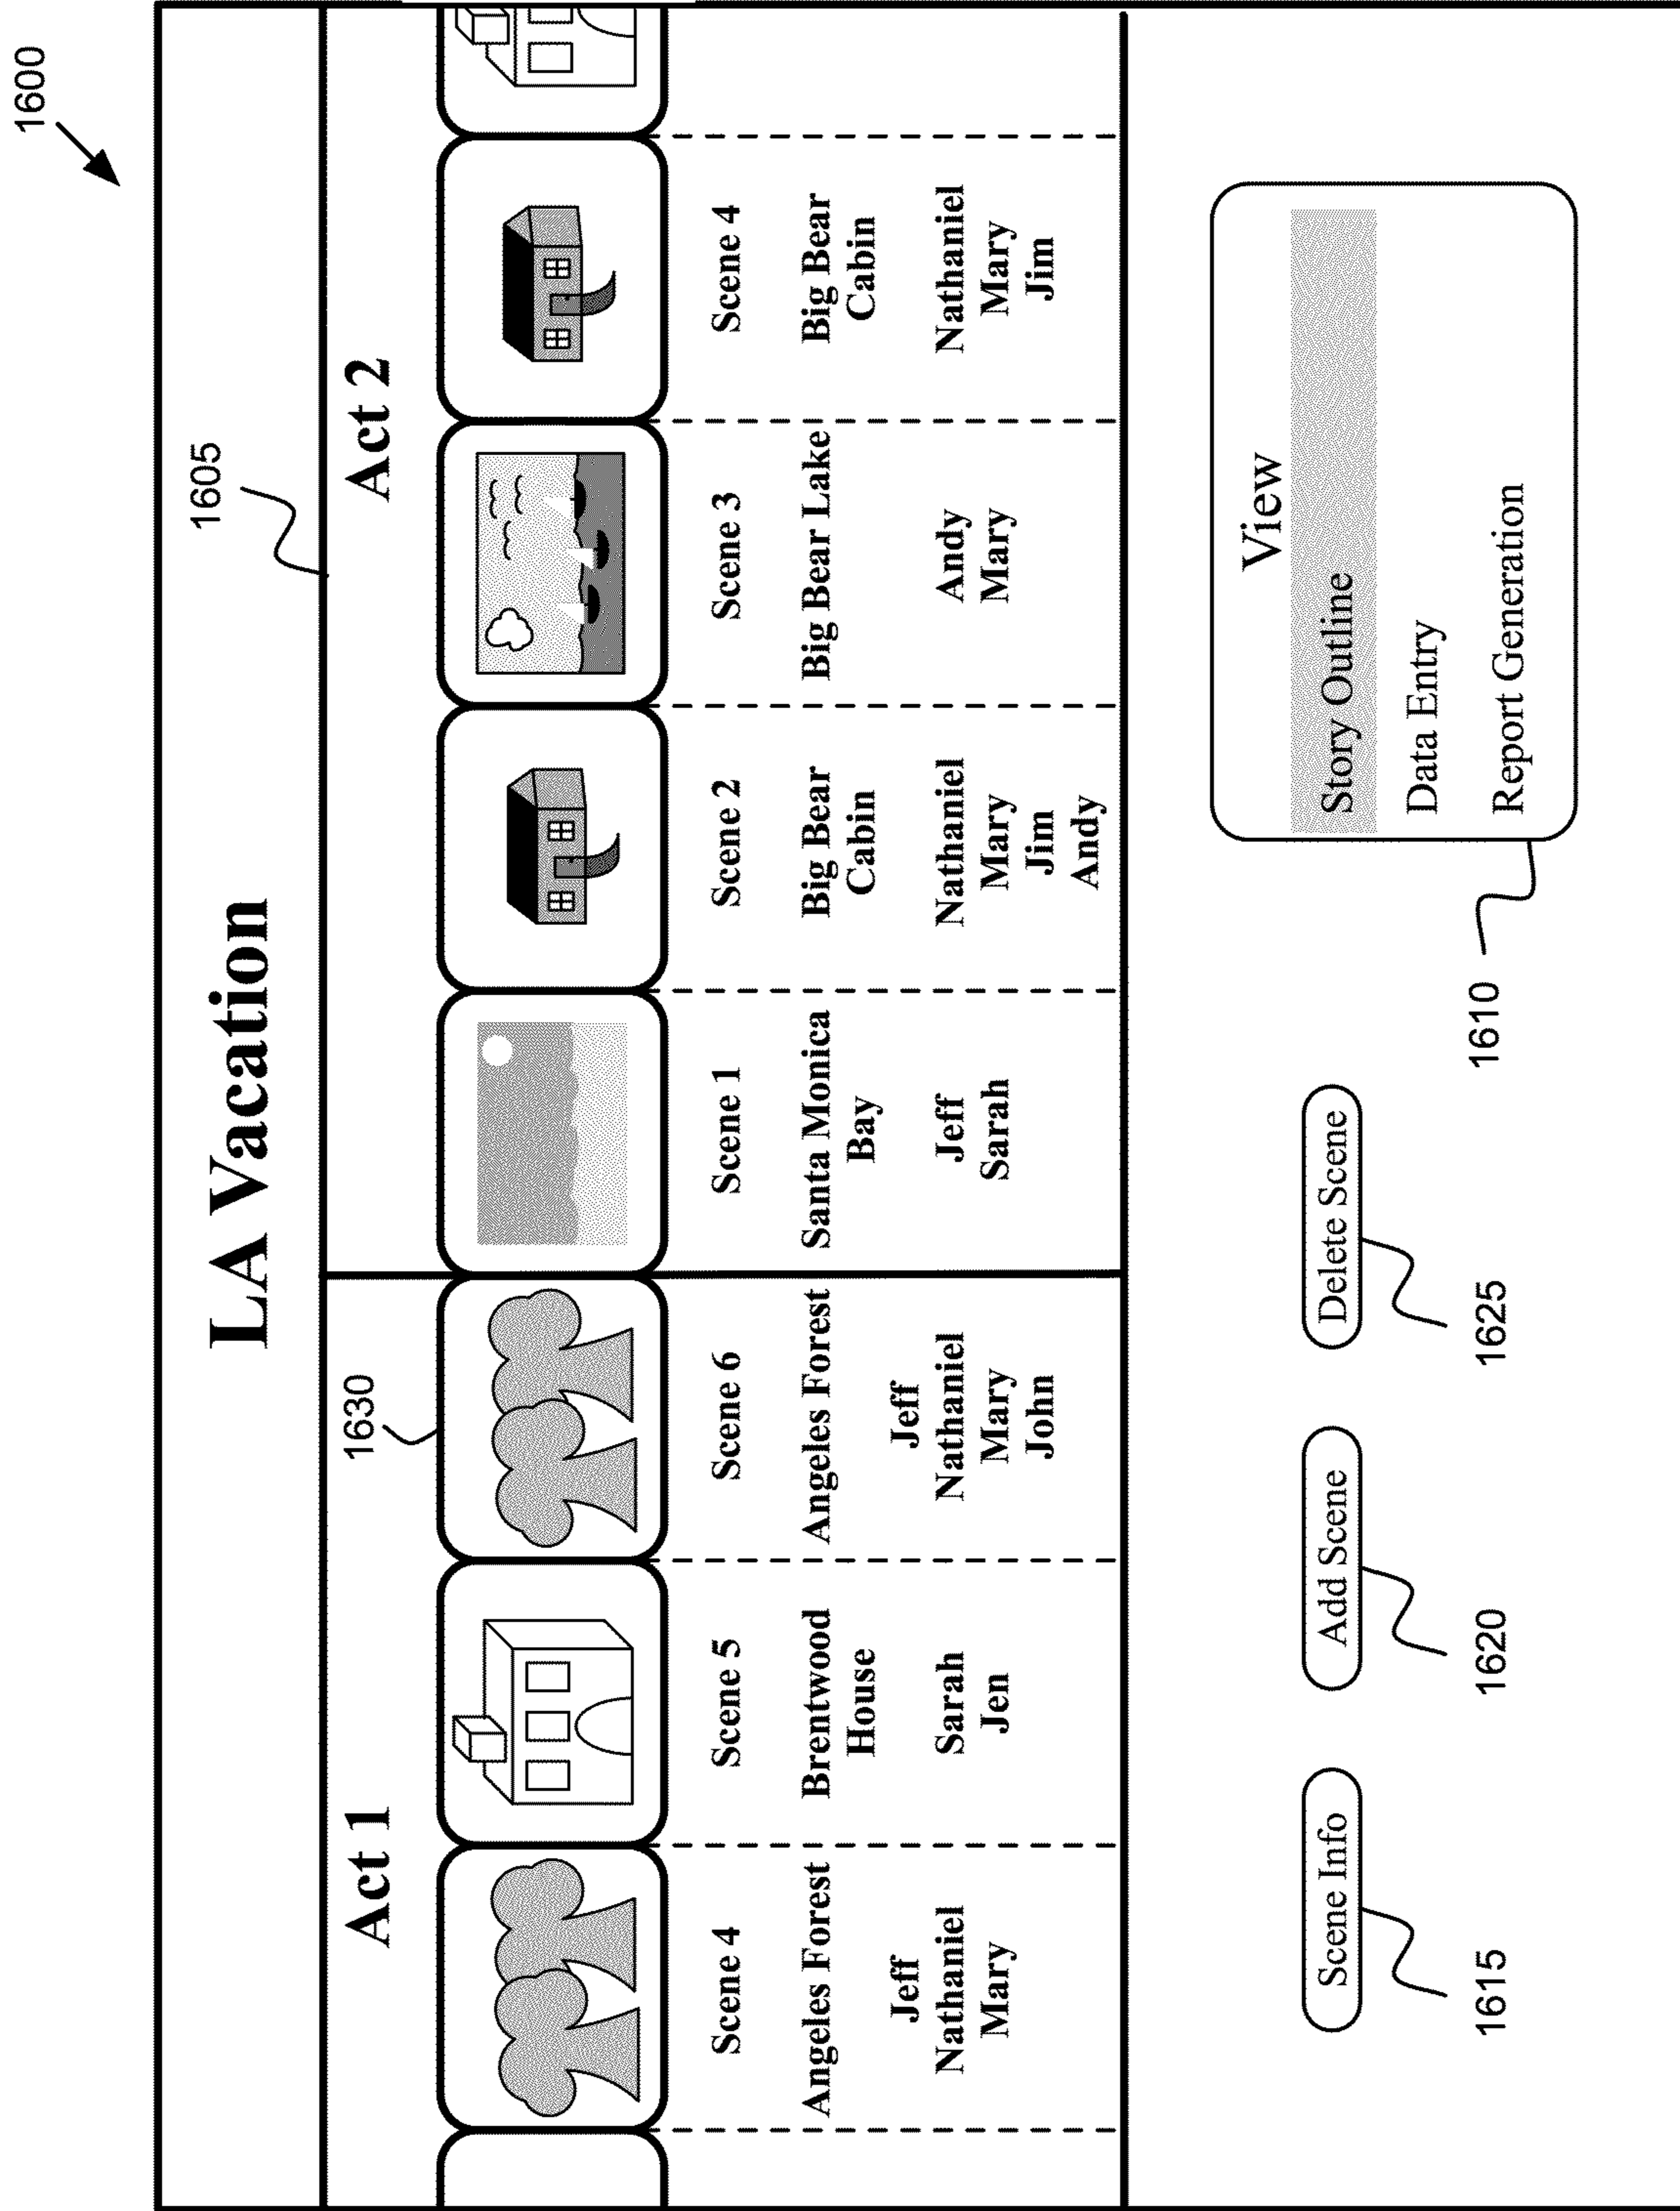 1600
LA Vacation
1605
Act 1
Act 2
1630
Scene 4
Angeles Forest
Jeff
Nathaniel
Mary
Scene 5
Brentwood
House
Sarah
Jen
Scene 6
Angeles Forest
Jeff
Nathaniel
Mary
John
Scene 1
Santa Monica
Bay
Jeff
Sarah
Scene 2
Big Bear
Cabin
Nathaniel
Mary
Jim
Andy
Scene 3
Big Bear Lake
Andy
Mary
Scene 4
Big Bear
Cabin
Nathaniel
Mary
Jim
Scene Info
1615
Add Scene
1620
Delete Scene
1625
1610
View
Story Outline
Data Entry
Report Generation